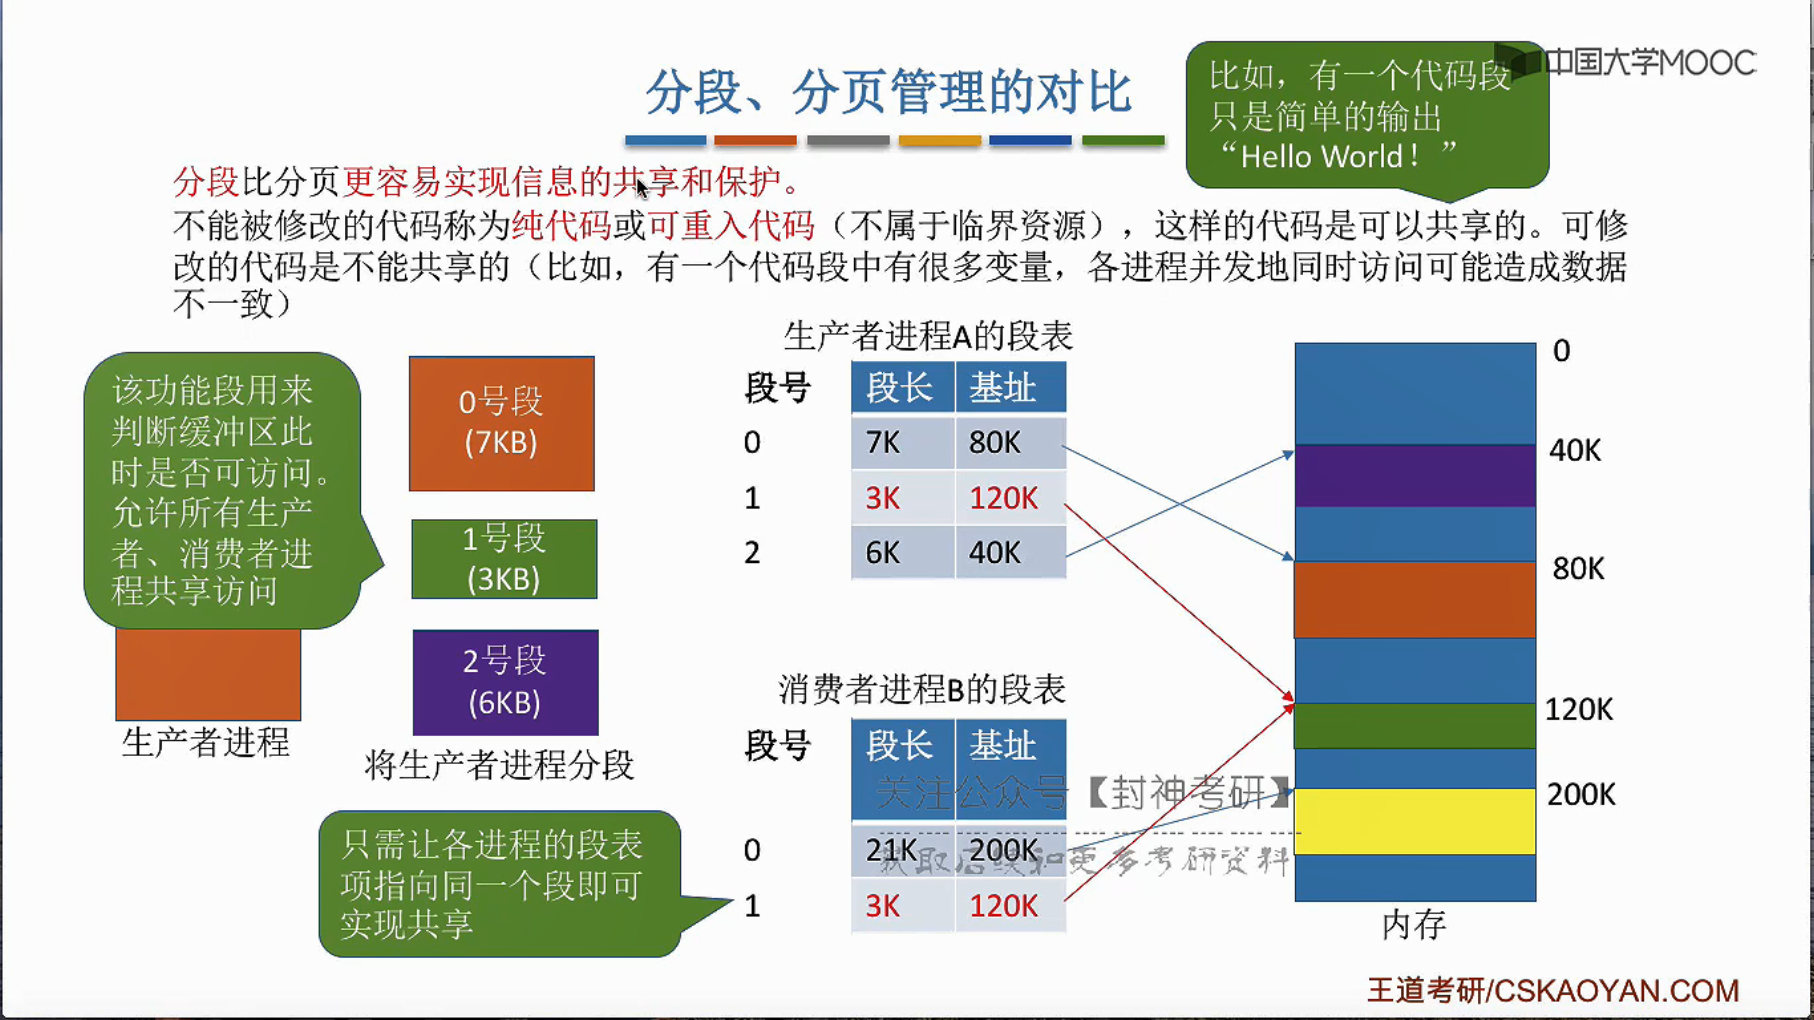 分段、分页管理的对比
中国大学MOOC
比如，有一个代码段
只是简单的输出
“Hello World！”
分段比分页更容易实现信息的共享和保护。
不能被修改的代码称为纯代码或可重入代码（不属于临界资源），这样的代码是可以共享的。可修
改的代码是不能共享的（比如，有一个代码段中有很多变量，各进程并发地同时访问可能造成数据
不一致）
该功能段用来
判断缓冲区此
时是否可访问。
允许所有生产
者、消费者进
程共享访问
生产者进程
0号段
(7KB)
1号段
(3KB)
2号段
(6KB)
将生产者进程分段
只需让各进程的段表
项指向同一个段即可
实现共享
生产者进程A的段表
段号 段长 基址
0 7K 80K
1 3K 120K
2 6K 40K
消费者进程B的段表
段号 段长 基址
0 21K 200K
1 3K 120K
关注公众号【封神考研】
获取后续和更多考研资料
0
40K
80K
120K
200K
内存
王道考研/CSKAOYAN.COM